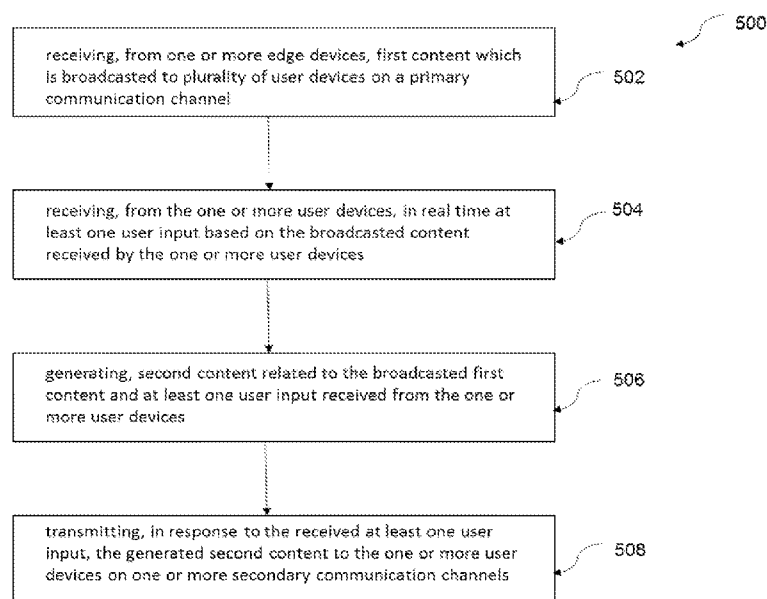 500
receiving, from one or more edge devices, first content which
is broadcasted to plurality of user devices on a primary
communication channel
502
receiving, from the one or more user devices, in real time at
least one user input based on the broadcasted content
received by the one or more user devices
504
generating, second content related to the broadcasted first
content and at least one user input received from the one or
more user devices
506
transmitting, in response to the received at least one user
input, the generated second content to the one or more user
devices on one or more secondary communication channels
508